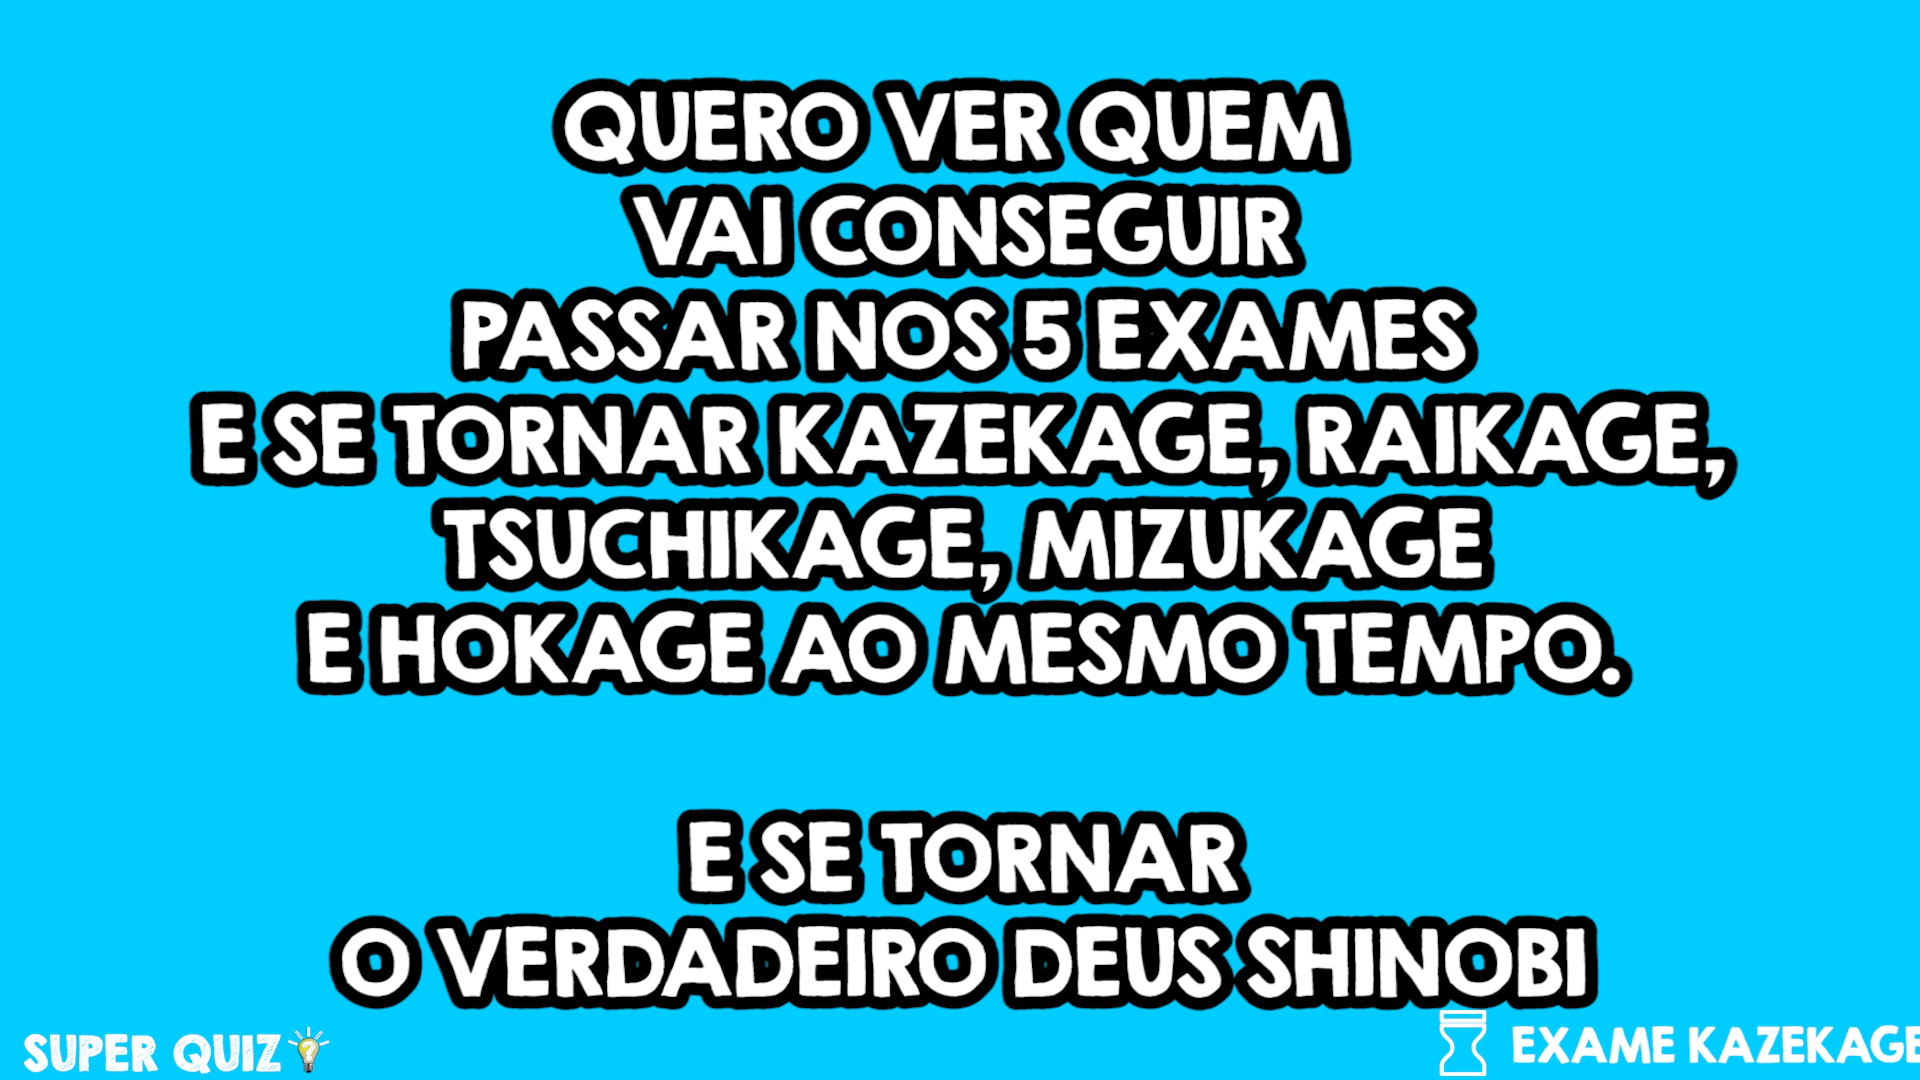 QUERO VER QUEM
VAI CONSEGUIR
PASSAR NOS 5 EXAMES
E SE TORNAR KAZEKAGE, RAIKAGE,
TSUCHIKAGE, MIZUKAGE
E HOKAGE AO MESMO TEMPO.
E SE TORNAR
O VERDADEIRO DEUS SHINOBI
SUPER QUIZ
EXAME KAZEKAGE